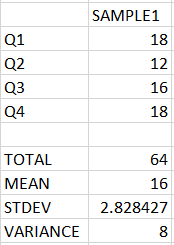 SAMPLE1
Q1 18
Q2 12
Q3 16
Q4 18
TOTAL 64
MEAN 16
STDEV 2.828427
VARIANCE 8